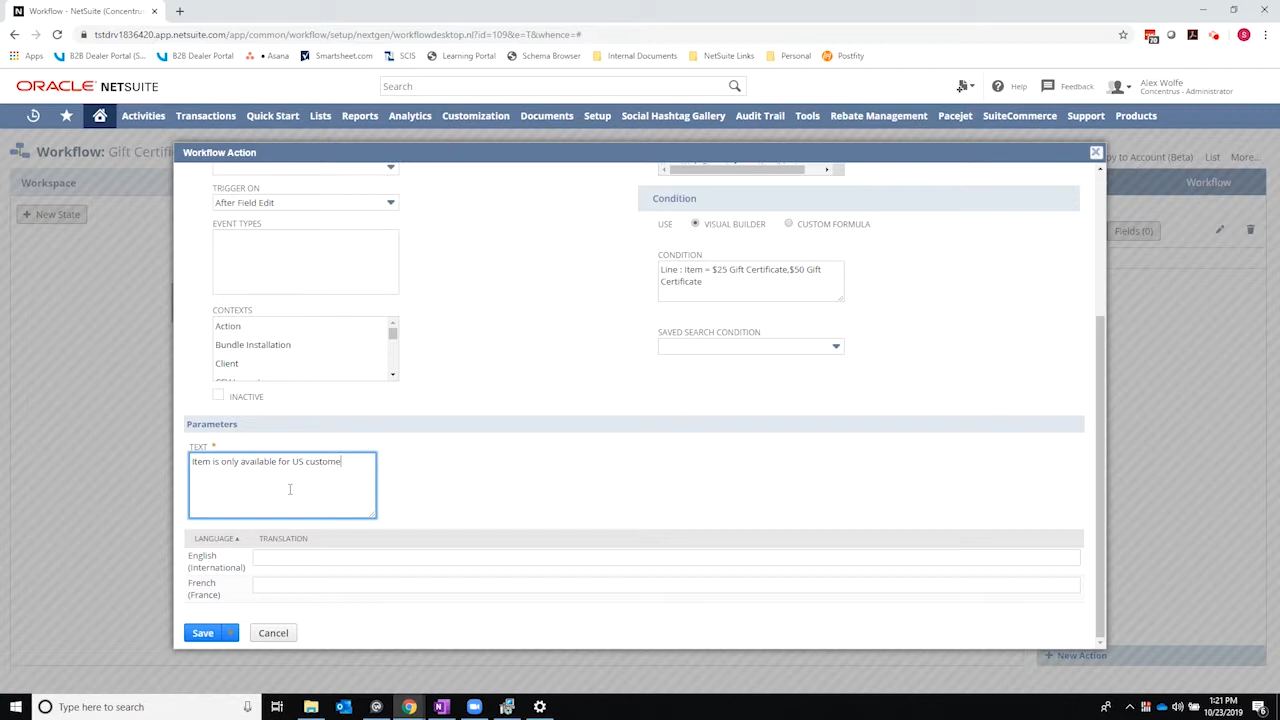 Workflow - NetSuite (Concentrus
tstdrv1836420.app.netsuite.com/app/common/workflow/setup/nextgen/workflowdesktop.nl?id=109&e=T&whence=#
Apps
B2B Dealer Portal (S...
B2B Dealer Portal
Asana
Smartsheet.com
SCIS
Learning Portal
Schema Browser
Internal Documents
NetSuite Links
Personal
Postfity
ORACLE NETSUITE
Search
Help
Feedback
Alex Wolfe
Concentrus - Administrator
Activities
Transactions
Quick Start
Lists
Reports
Analytics
Customization
Documents
Setup
Social Hashtag Gallery
Audit Trail
Tools
Rebate Management
Pacejet
SuiteCommerce
Support
Products
Workflow: Gift Certifi
py to Account (Beta)
List
More...
Workspace
Workflow
New State
Fields (0)
Workflow Action
TRIGGER ON
After Field Edit
EVENT TYPES
CONTEXTS
Action
Bundle Installation
Client
INACTIVE
Condition
USE
VISUAL BUILDER
CUSTOM FORMULA
CONDITION
Line : Item = $25 Gift Certificate,$50 Gift
Certificate
SAVED SEARCH CONDITION
Parameters
TEXT *
Item is only available for US custome
LANGUAGE
TRANSLATION
English
(International)
French
(France)
Save
Cancel
New Action
Type here to search
1:21 PM
10/23/2019